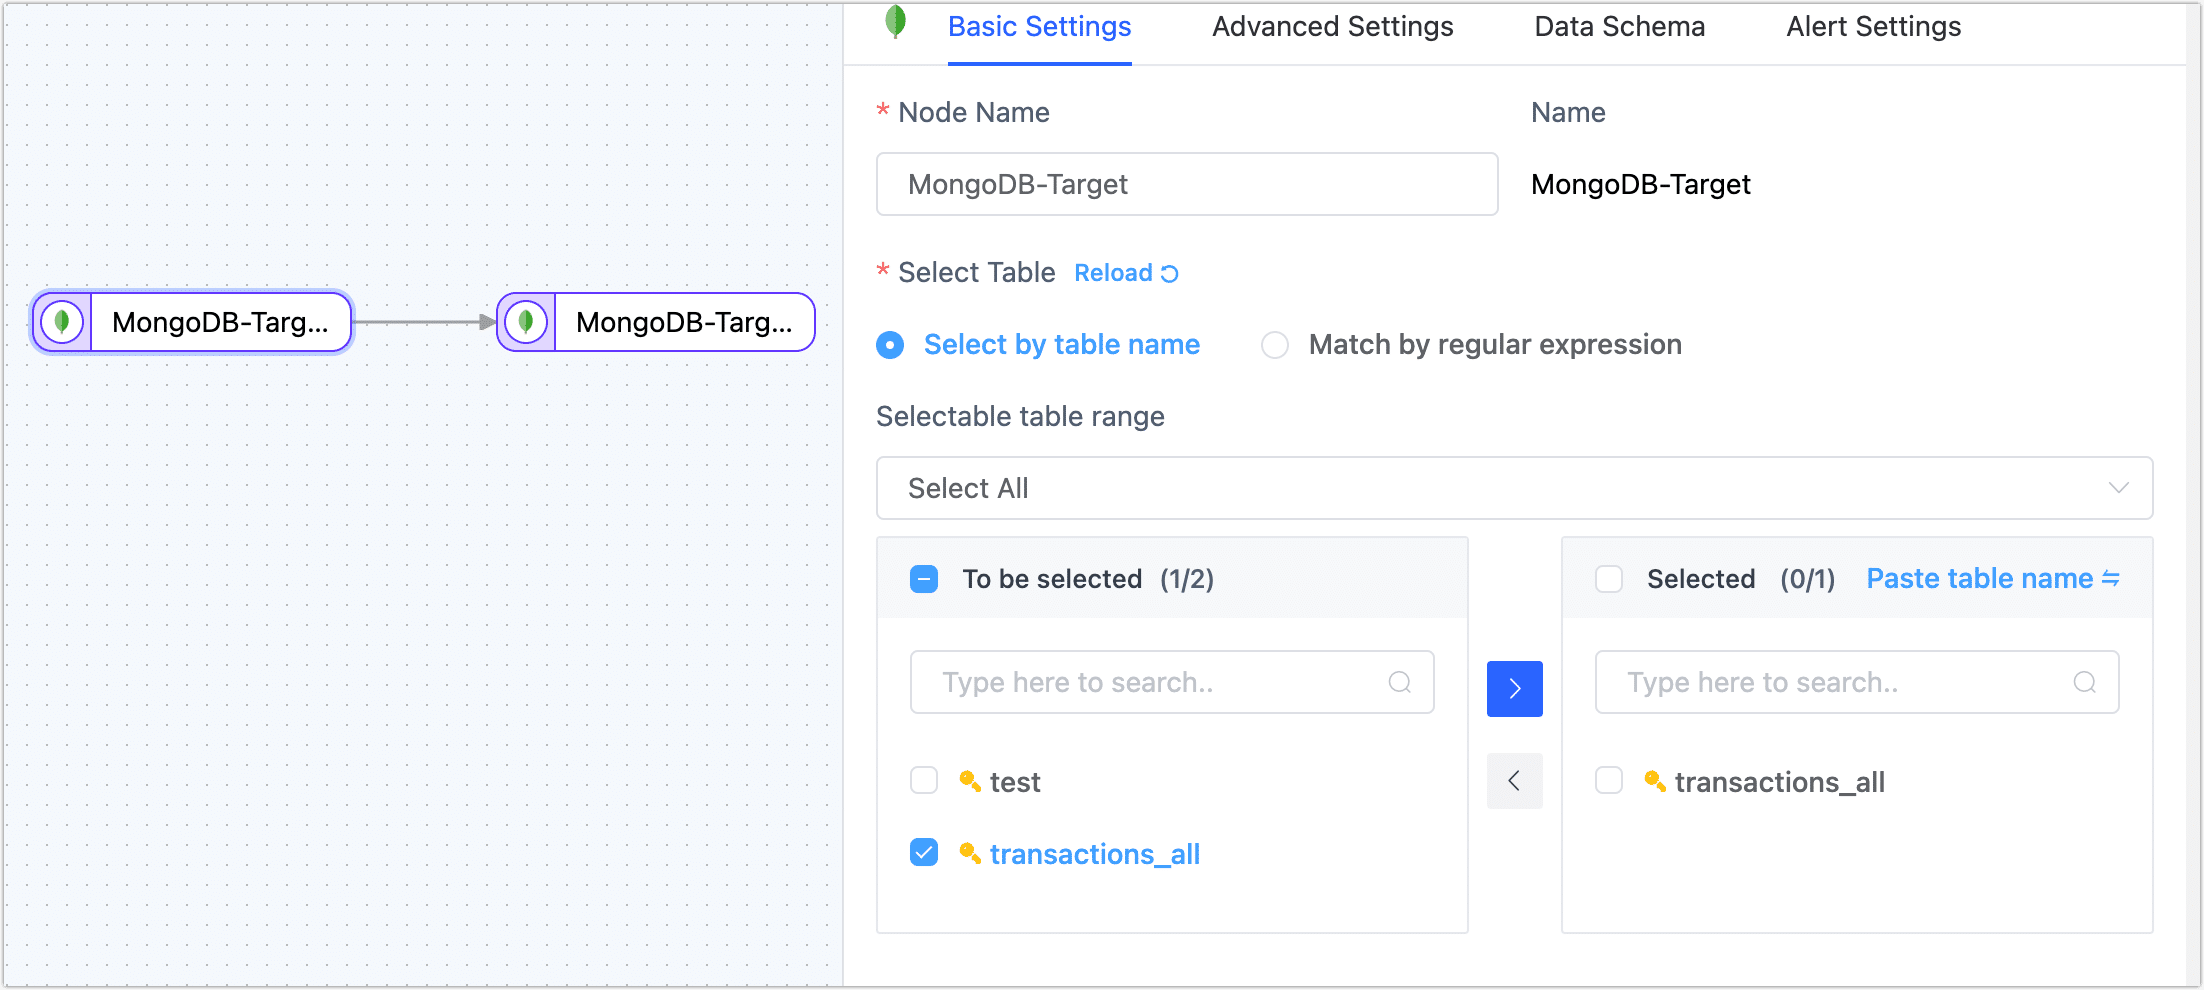 Basic Settings Advanced Settings Data Schema Alert Settings
* Node Name Name
MongoDB-Target MongoDB-Target
* Select Table Reload
MongoDB-Targ... MongoDB-Targ...
Select by table name Match by regular expression
Selectable table range
Select All
To be selected (1/2) Selected (0/1) Paste table name
Type here to search.. Type here to search..
test transactions_all
transactions_all